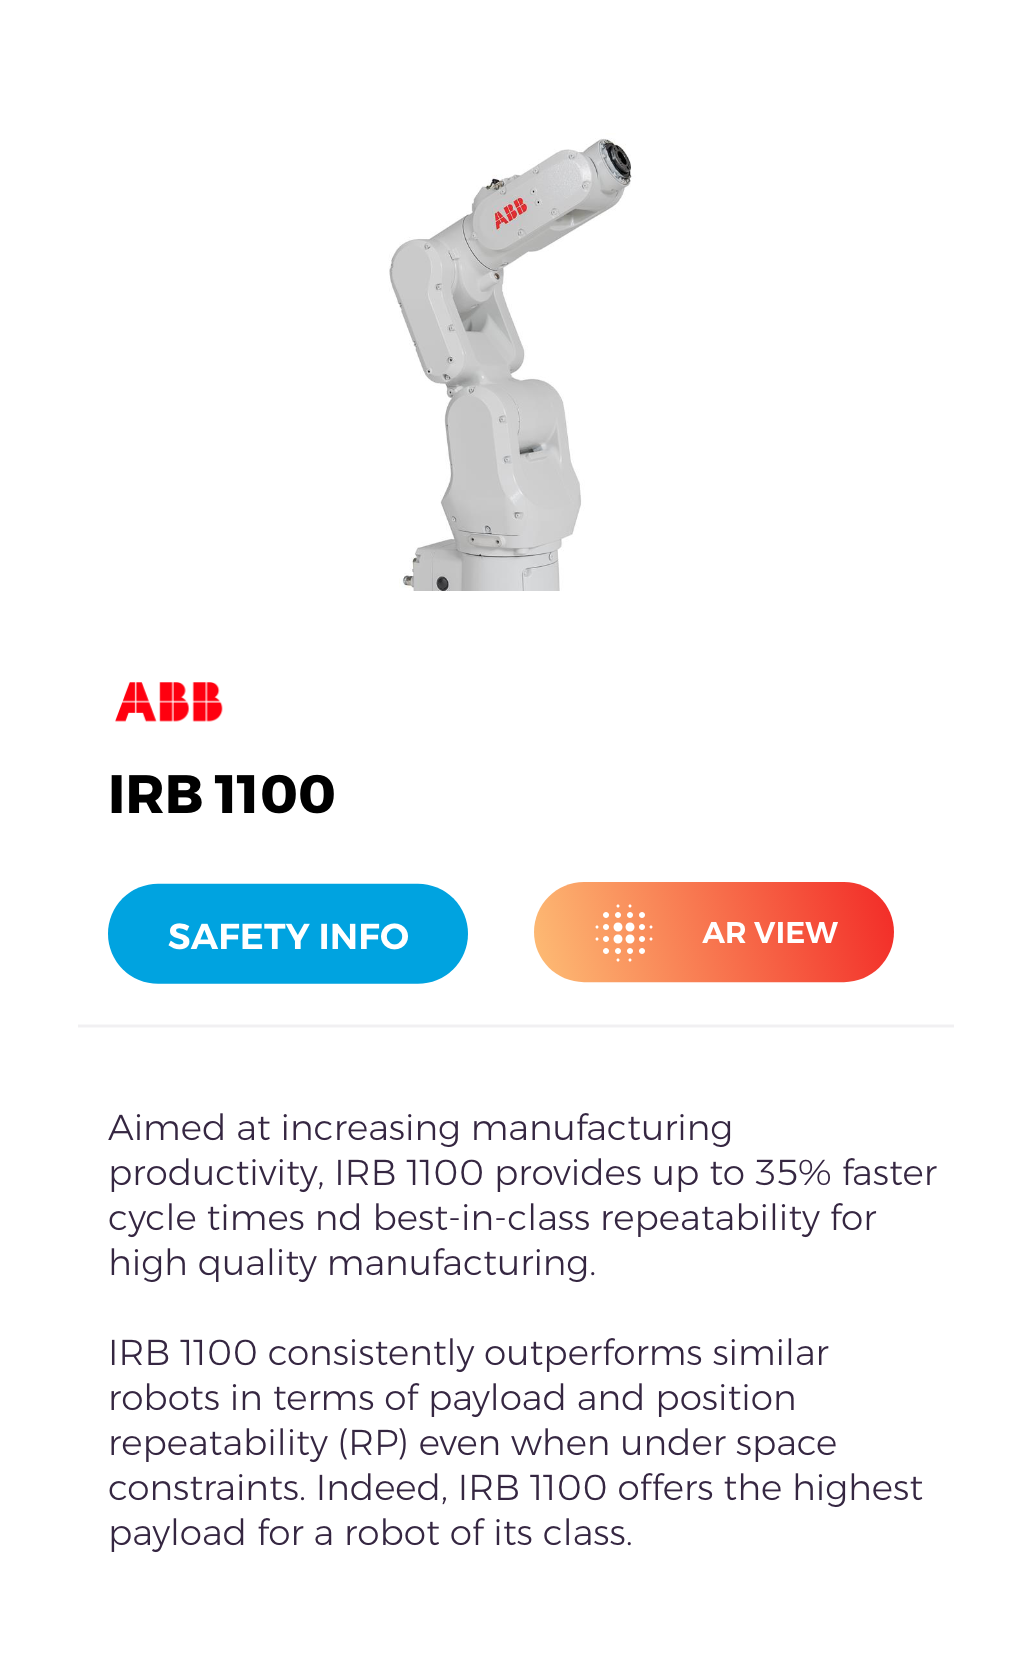 ABB
ABB
IRB 1100
SAFETY INFO
AR VIEW
Aimed at increasing manufacturing
productivity, IRB 1100 provides up to 35% faster
cycle times nd best-in-class repeatability for
high quality manufacturing.
IRB 1100 consistently outperforms similar
robots in terms of payload and position
repeatability (RP) even when under space
constraints. Indeed, IRB 1100 offers the highest
payload for a robot of its class.